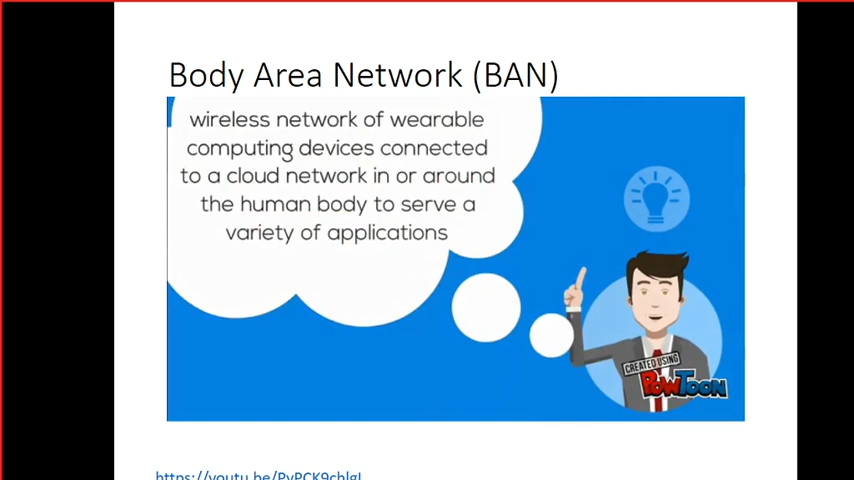 Body Area Network (BAN)
wireless network of wearable
computing devices connected
to a cloud network in or around
the human body to serve a
variety of applications
CREATED USING
POWTOON